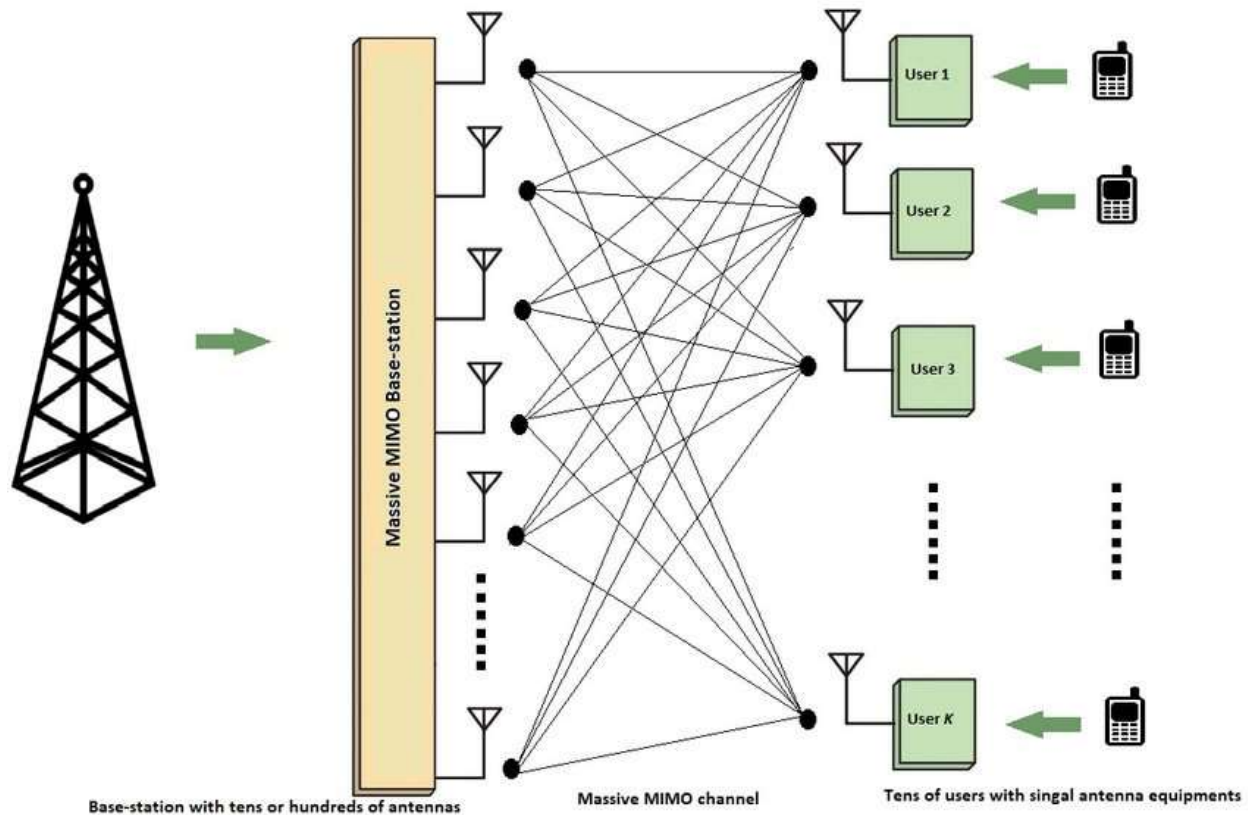 User 1
User 2
Massive MIMO Base-station
User 3
User K
Base-station with tens or hundreds of antennas
Massive MIMO channel
Tens of users with singal antenna equipments